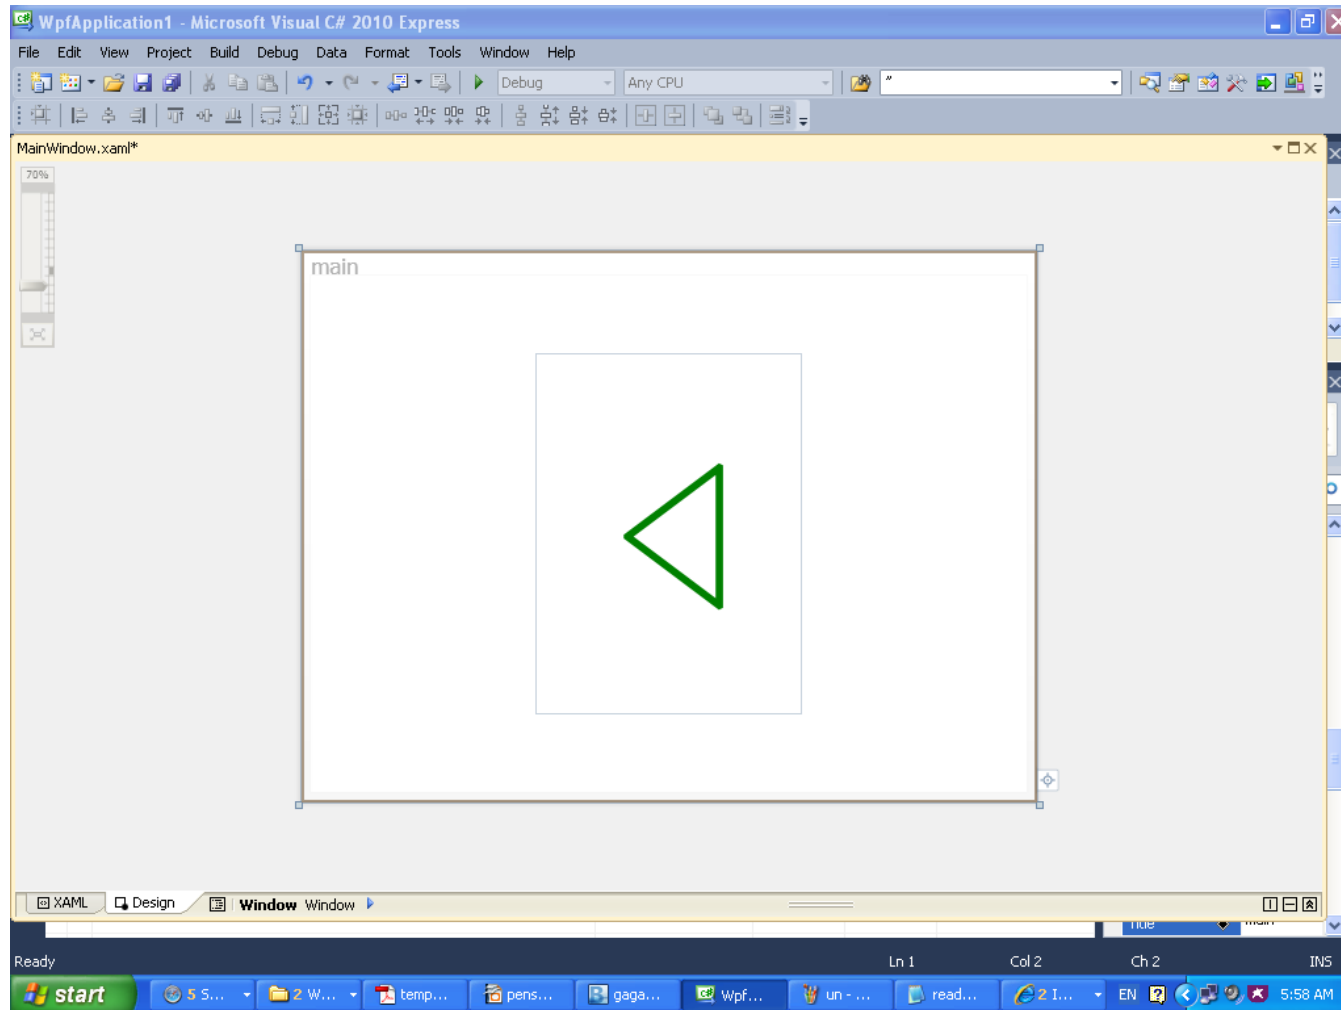 WpfApplication1 - Microsoft Visual C# 2010 Express
File Edit View Project Build Debug Data Format Tools Window Help
Debug Any CPU "
MainWindow.xaml*
70%
main
XAML Design Window Window
Title main
Ready Ln 1 Col 2 Ch 2 INS
start 5 S... 2 W... temp... pens... gaga... Wpf... un - ... read... 2 I... EN 5:58 AM